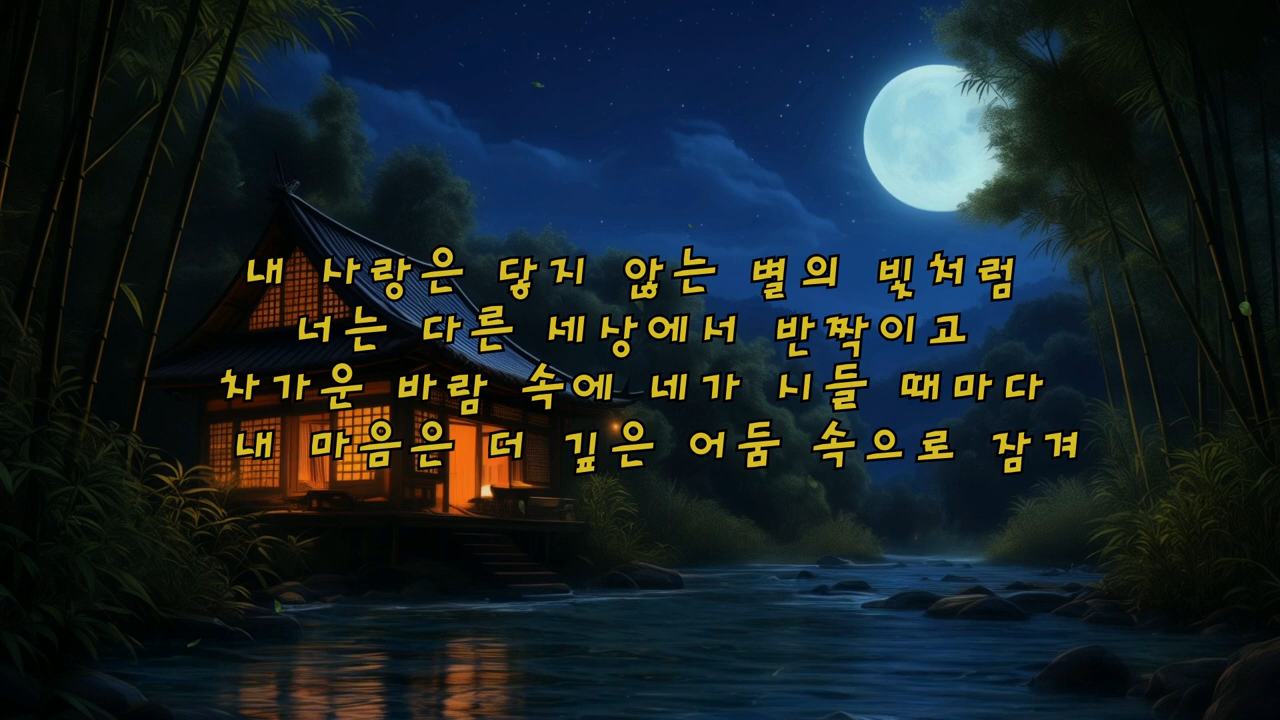 내 사랑은 닿지 않는 별의 빛처럼
너는 다른 세상에서 반짝이고
차가운 바람 속에 네가 시들 때마다
내 마음은 더 깊은 어둠 속으로 잠겨